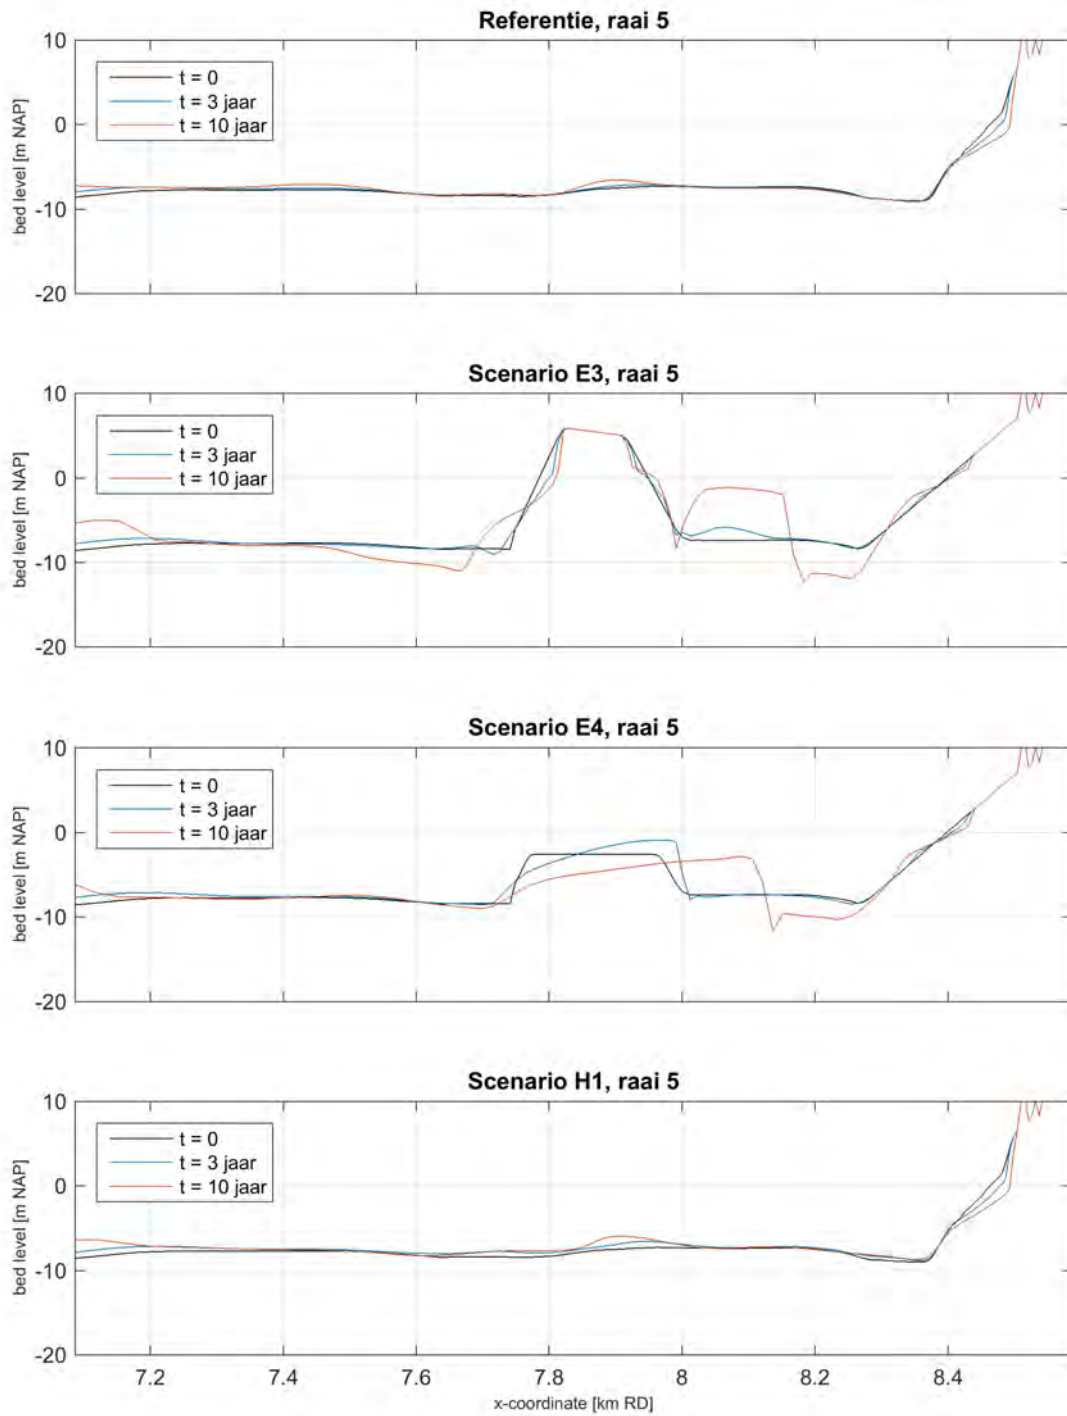 Referentie, raai 5
10
0
-10
-20
bed level [m NAP]
t = 0
t = 3 jaar
t = 10 jaar
Scenario E3, raai 5
10
0
-10
-20
bed level [m NAP]
t = 0
t = 3 jaar
t = 10 jaar
Scenario E4, raai 5
10
0
-10
-20
bed level [m NAP]
t = 0
t = 3 jaar
t = 10 jaar
Scenario H1, raai 5
10
0
-10
-20
bed level [m NAP]
t = 0
t = 3 jaar
t = 10 jaar
7.2 7.4 7.6 7.8 8 8.2 8.4
x-coordinate [km RD]